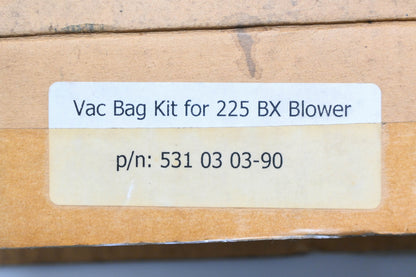 Vac Bag Kit for 225 BX Blower
p/n: 531 03 03-90